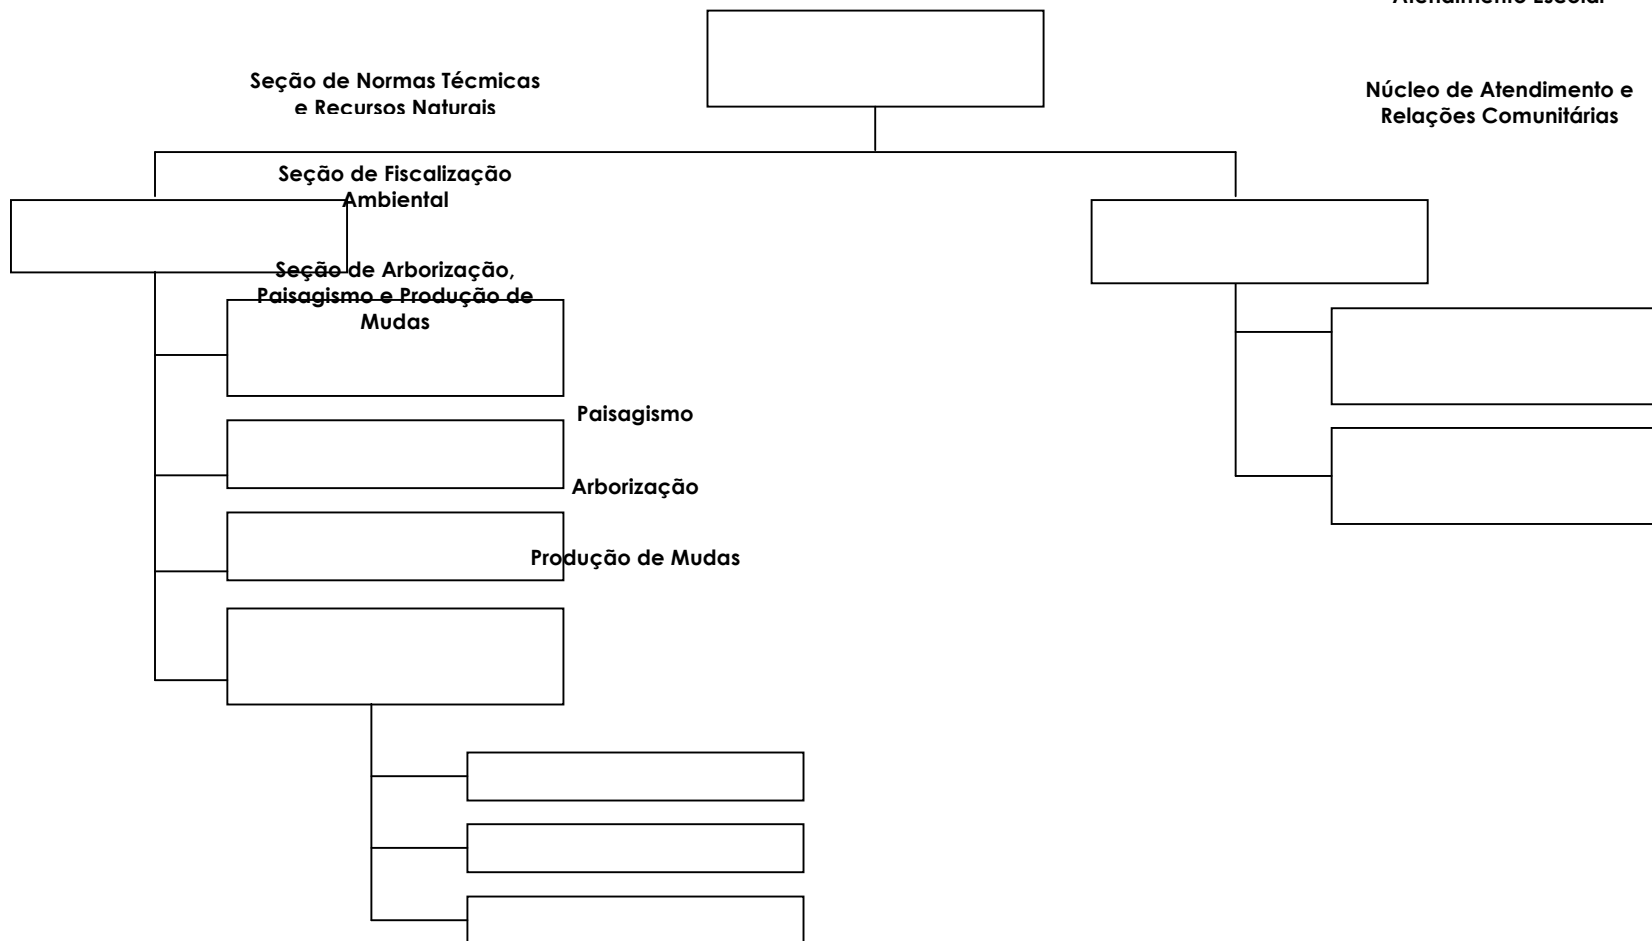 Atendimento Escolar
Seção de Normas Técmicas
e Recursos Naturais
Núcleo de Atendimento e
Relações Comunitárias
Seção de Fiscalização
Ambiental
Seção de Arborização,
Paisagismo e Produção de
Mudas
Paisagismo
Arborização
Produção de Mudas